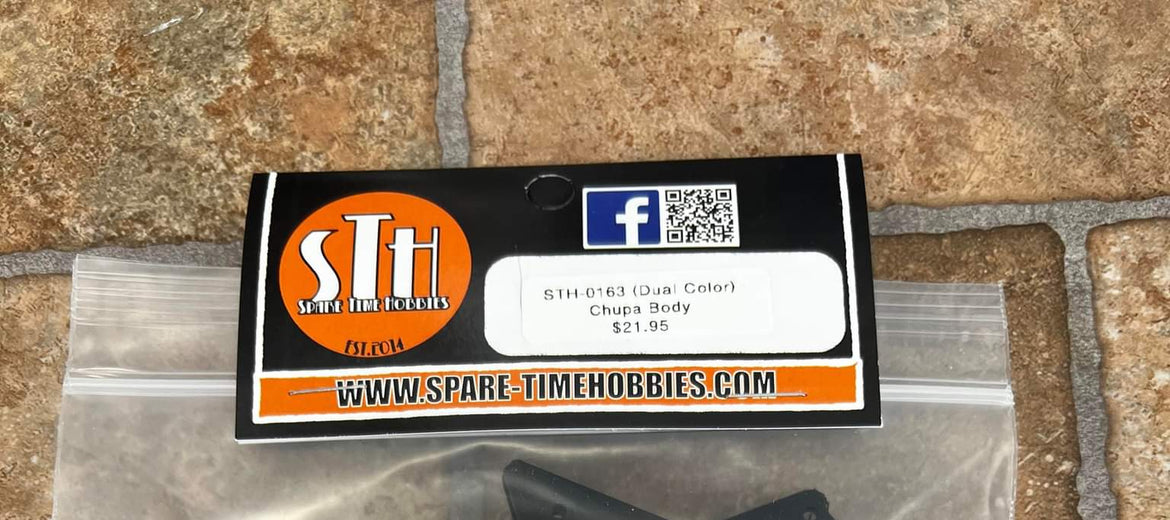 STH
SPARE TIME HOBBIES
EST.2014
f
STH-0163 (Dual Color)
Chupa Body
$21.95
WWW.SPARE-TIMEHOBBIES.COM